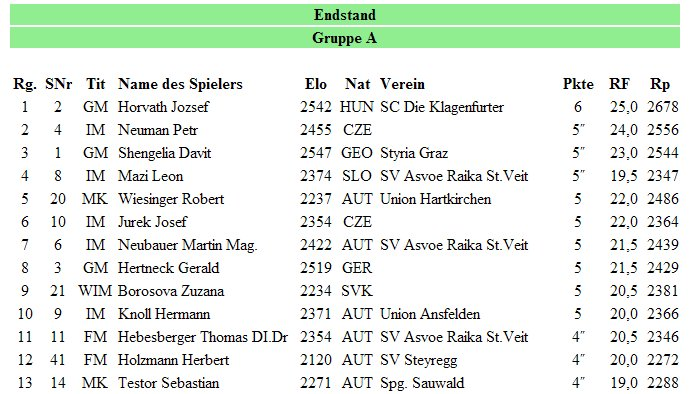 Endstand
Gruppe A
Rg. SNr Tit Name des Spielers Elo Nat Verein Pkte RF Rp
1 2 GM Horvath Jozsef 2542 HUN SC Die Klagenfurter 6 25,0 2678
2 4 IM Neuman Petr 2455 CZE 5˝ 24,0 2556
3 1 GM Shengelia Davit 2547 GEO Styria Graz 5˝ 23,0 2544
4 8 IM Mazi Leon 2374 SLO SV Asvoe Raika St.Veit 5˝ 19,5 2347
5 20 MK Wiesinger Robert 2237 AUT Union Hartkirchen 5 22,0 2486
6 10 IM Jurek Josef 2354 CZE 5 22,0 2364
7 6 IM Neubauer Martin Mag. 2422 AUT SV Asvoe Raika St.Veit 5 21,5 2439
8 3 GM Hertneck Gerald 2519 GER 5 21,5 2429
9 21 WIM Borosova Zuzana 2234 SVK 5 20,5 2381
10 9 IM Knoll Hermann 2371 AUT Union Ansfelden 5 20,0 2366
11 11 FM Hebesberger Thomas DI.Dr 2354 AUT SV Asvoe Raika St.Veit 4˝ 20,5 2346
12 41 FM Holzmann Herbert 2120 AUT SV Steyregg 4˝ 20,0 2272
13 14 MK Testor Sebastian 2271 AUT Spg. Sauwald 4˝ 19,0 2288